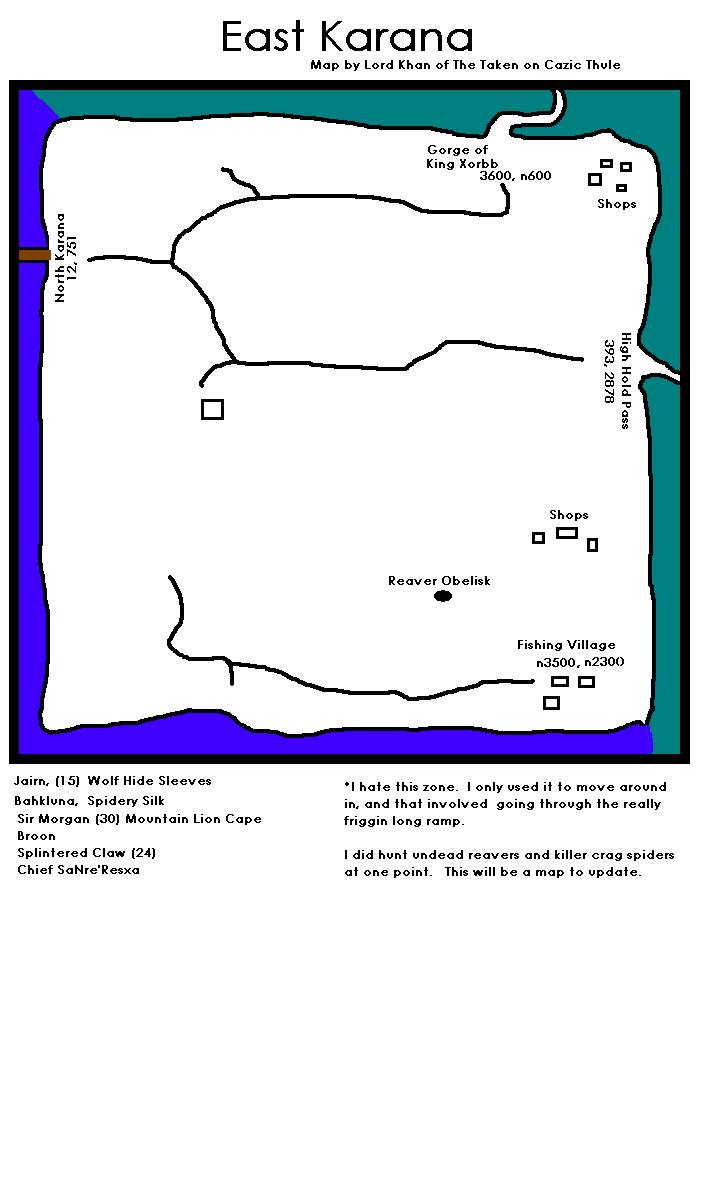 East Karana
Map by Lord Khan of The Taken on Cazic Thule
Gorge of
King Xorbb
3600, n600
Shops
North Karana
12, 751
High Hold Pass
393, 2878
Shops
Reaver Obelisk
Fishing Village
n3500, n2300
Jairn, (15) Wolf Hide Sleeves
Bahkluna, Spidery Silk
Sir Morgan (30) Mountain Lion Cape
Broon
Splintered Claw (24)
Chief SaNre'Resxa
*I hate this zone. I only used it to move around
in, and that involved going through the really
friggin long ramp.
I did hunt undead reavers and killer crag spiders
at one point. This will be a map to update.